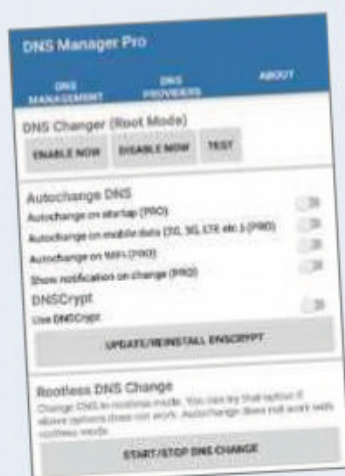 DNS Manager Pro
DNS MANAGEMENT
DNS PROVIDERS
ABOUT
DNS Changer (Root Mode)
ENABLE NOW DISABLE NOW TEST
Autochange DNS
Autochange on startup (PRO)
Autochange on mobile data (2G, 3G, LTE etc.) (PRO)
Autochange on WiFi (PRO)
Show notification on change (PRO)
DNSCrypt
Use DNSCrypt
UPDATE/REINSTALL DNSCRYPT
Rootless DNS Change
Change DNS in rootless mode. You can try that option if
above options does not work. Autochange does not work with
rootless mode.
START/STOP DNS CHANGE